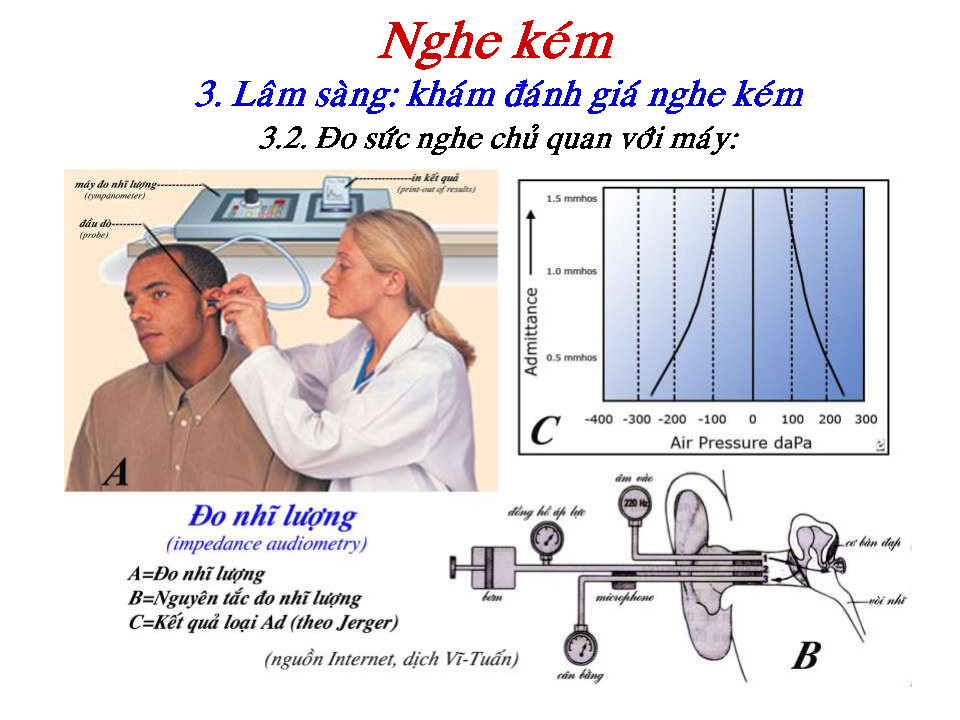 Nghe kém
3. Lâm sàng: khám đánh giá nghe kém
3.2. Đo sức nghe chủ quan với máy:
máy đo nhĩ lượng
(tympanometer)
in kết quả
(print-out of results)
đầu dò
(probe)
A
1.5 mmhos
1.0 mmhos
0.5 mmhos
Admittance
-400 -300 -200 -100 0 100 200 300
Air Pressure daPa
C
Đo nhĩ lượng
(impedance audiometry)
A=Đo nhĩ lượng
B=Nguyên tắc đo nhĩ lượng
C=Kết quả loại Ad (theo Jerger)
(nguồn Internet, dịch Vĩ-Tuấn)
âm vào
220 Hz
đồng hồ áp lực
cơ bàn đạp
1
2
3
bơm
microphone
vòi nhĩ
cân bằng
B